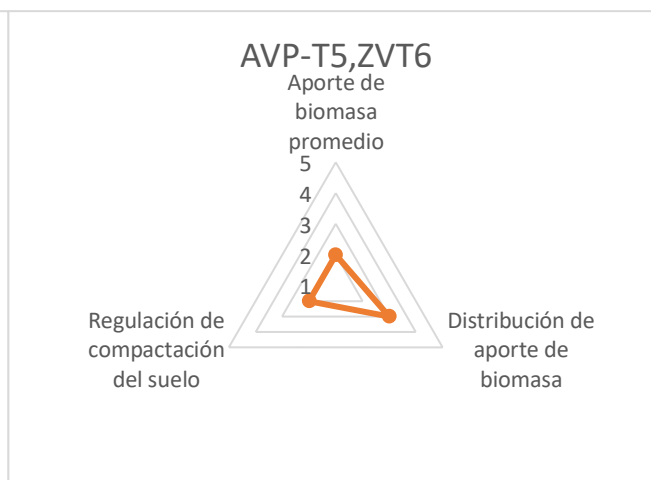 AVP-T5,ZVT6
Aporte de
biomasa
promedio
5
4
3
2
1
Regulación de
compactación
del suelo
Distribución de
aporte de
biomasa